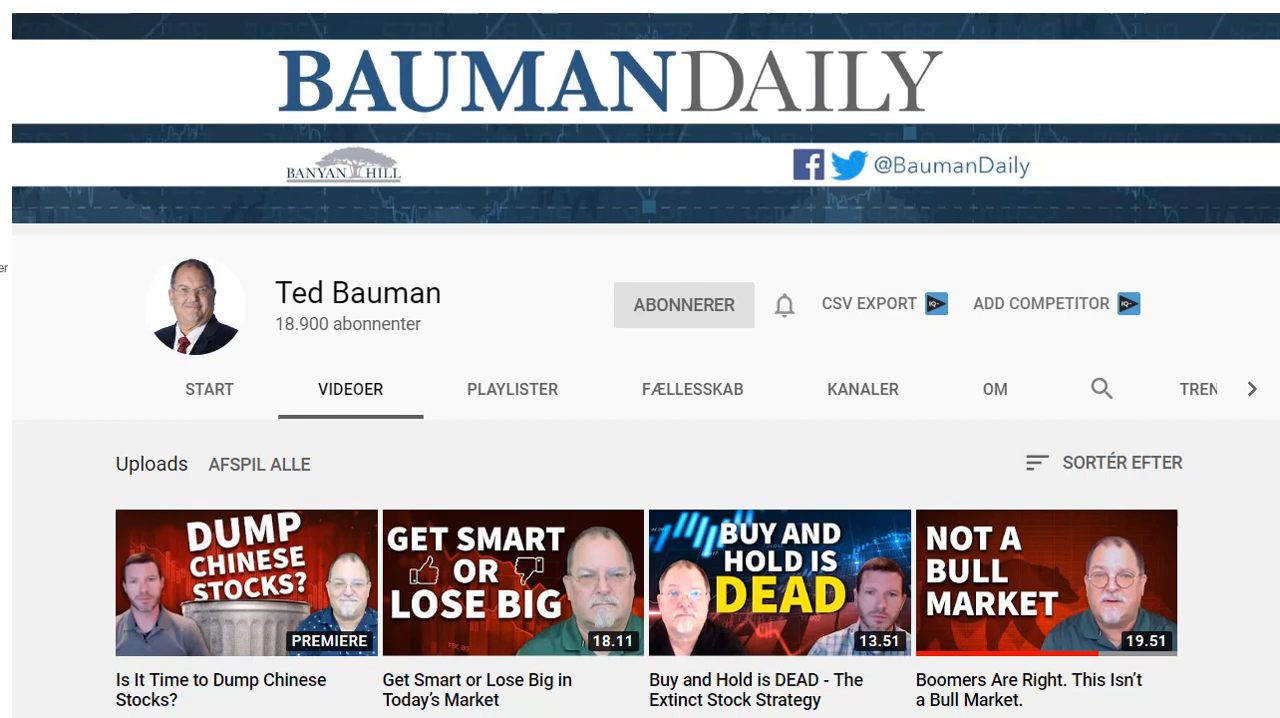 BAUMANDAILY
BANYAN HILL
@BaumanDaily
er
Ted Bauman
18.900 abonnenter
ABONNERER
CSV EXPORT
ADD COMPETITOR
START
VIDEOER
PLAYLISTER
FÆLLESSKAB
KANALER
OM
TREN
Uploads
AFSPIL ALLE
SORTÉR EFTER
DUMP
CHINESE
STOCKS?
PREMIERE
Is It Time to Dump Chinese
Stocks?
GET SMART
OR
LOSE BIG
18.11
Get Smart or Lose Big in
Today's Market
BUY AND
HOLD IS
DEAD
13.51
Buy and Hold is DEAD - The
Extinct Stock Strategy
NOT A
BULL
MARKET
19.51
Boomers Are Right. This Isn't
a Bull Market.